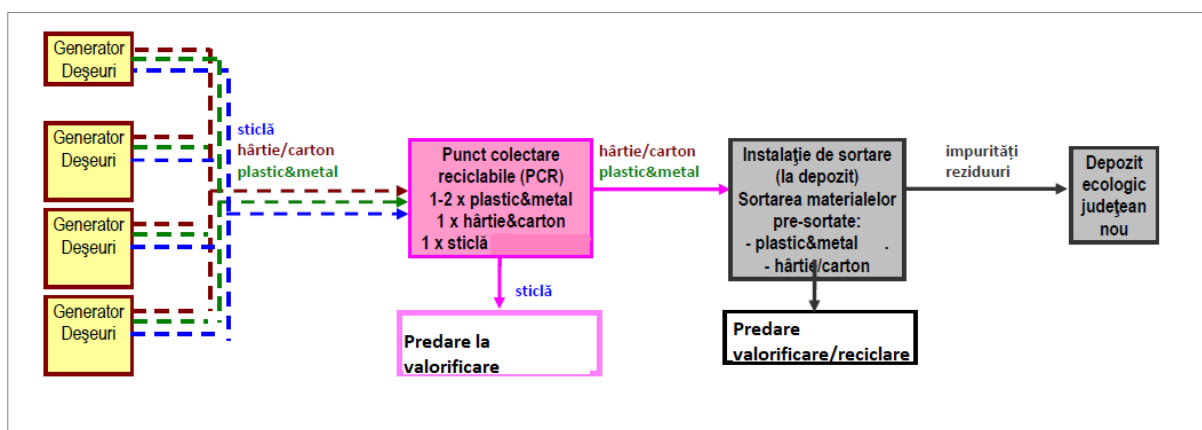 Generator
Deşeuri
Generator
Deşeuri
Generator
Deşeuri
Generator
Deşeuri
sticlă
hârtie/carton
plastic&metal
Punct colectare
reciclabile (PCR)
1-2 x plastic&metal
1 x hârtie&carton
1 x sticlă
sticlă
Predare la
valorificare
hârtie/carton
plastic&metal
Instalaţie de sortare
(la depozit)
Sortarea materialelor
pre-sortate:
- plastic&metal .
- hârtie/carton
Predare
valorificare/reciclare
impurități
reziduuri
Depozit
ecologic
judeţean
nou